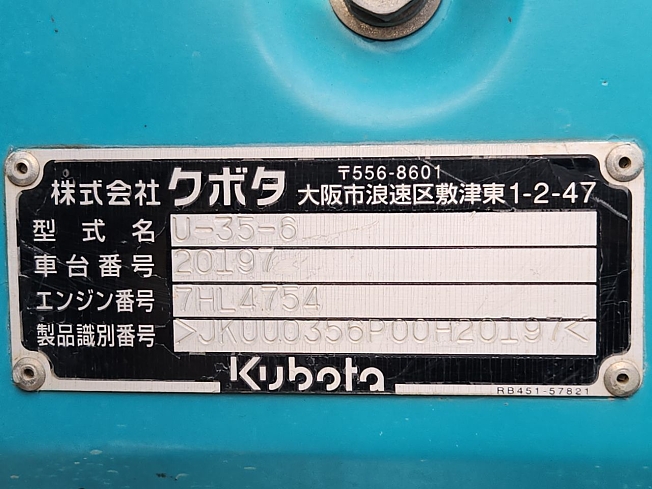 株式会社 クボタ 〒556-8601 大阪市浪速区敷津東1-2-47
型式名 U-35-6
車台番号 20197
エンジン番号 7HL4754
製品識別番号 >JKUU0356P00H20197<
Kubota
RB451-57821